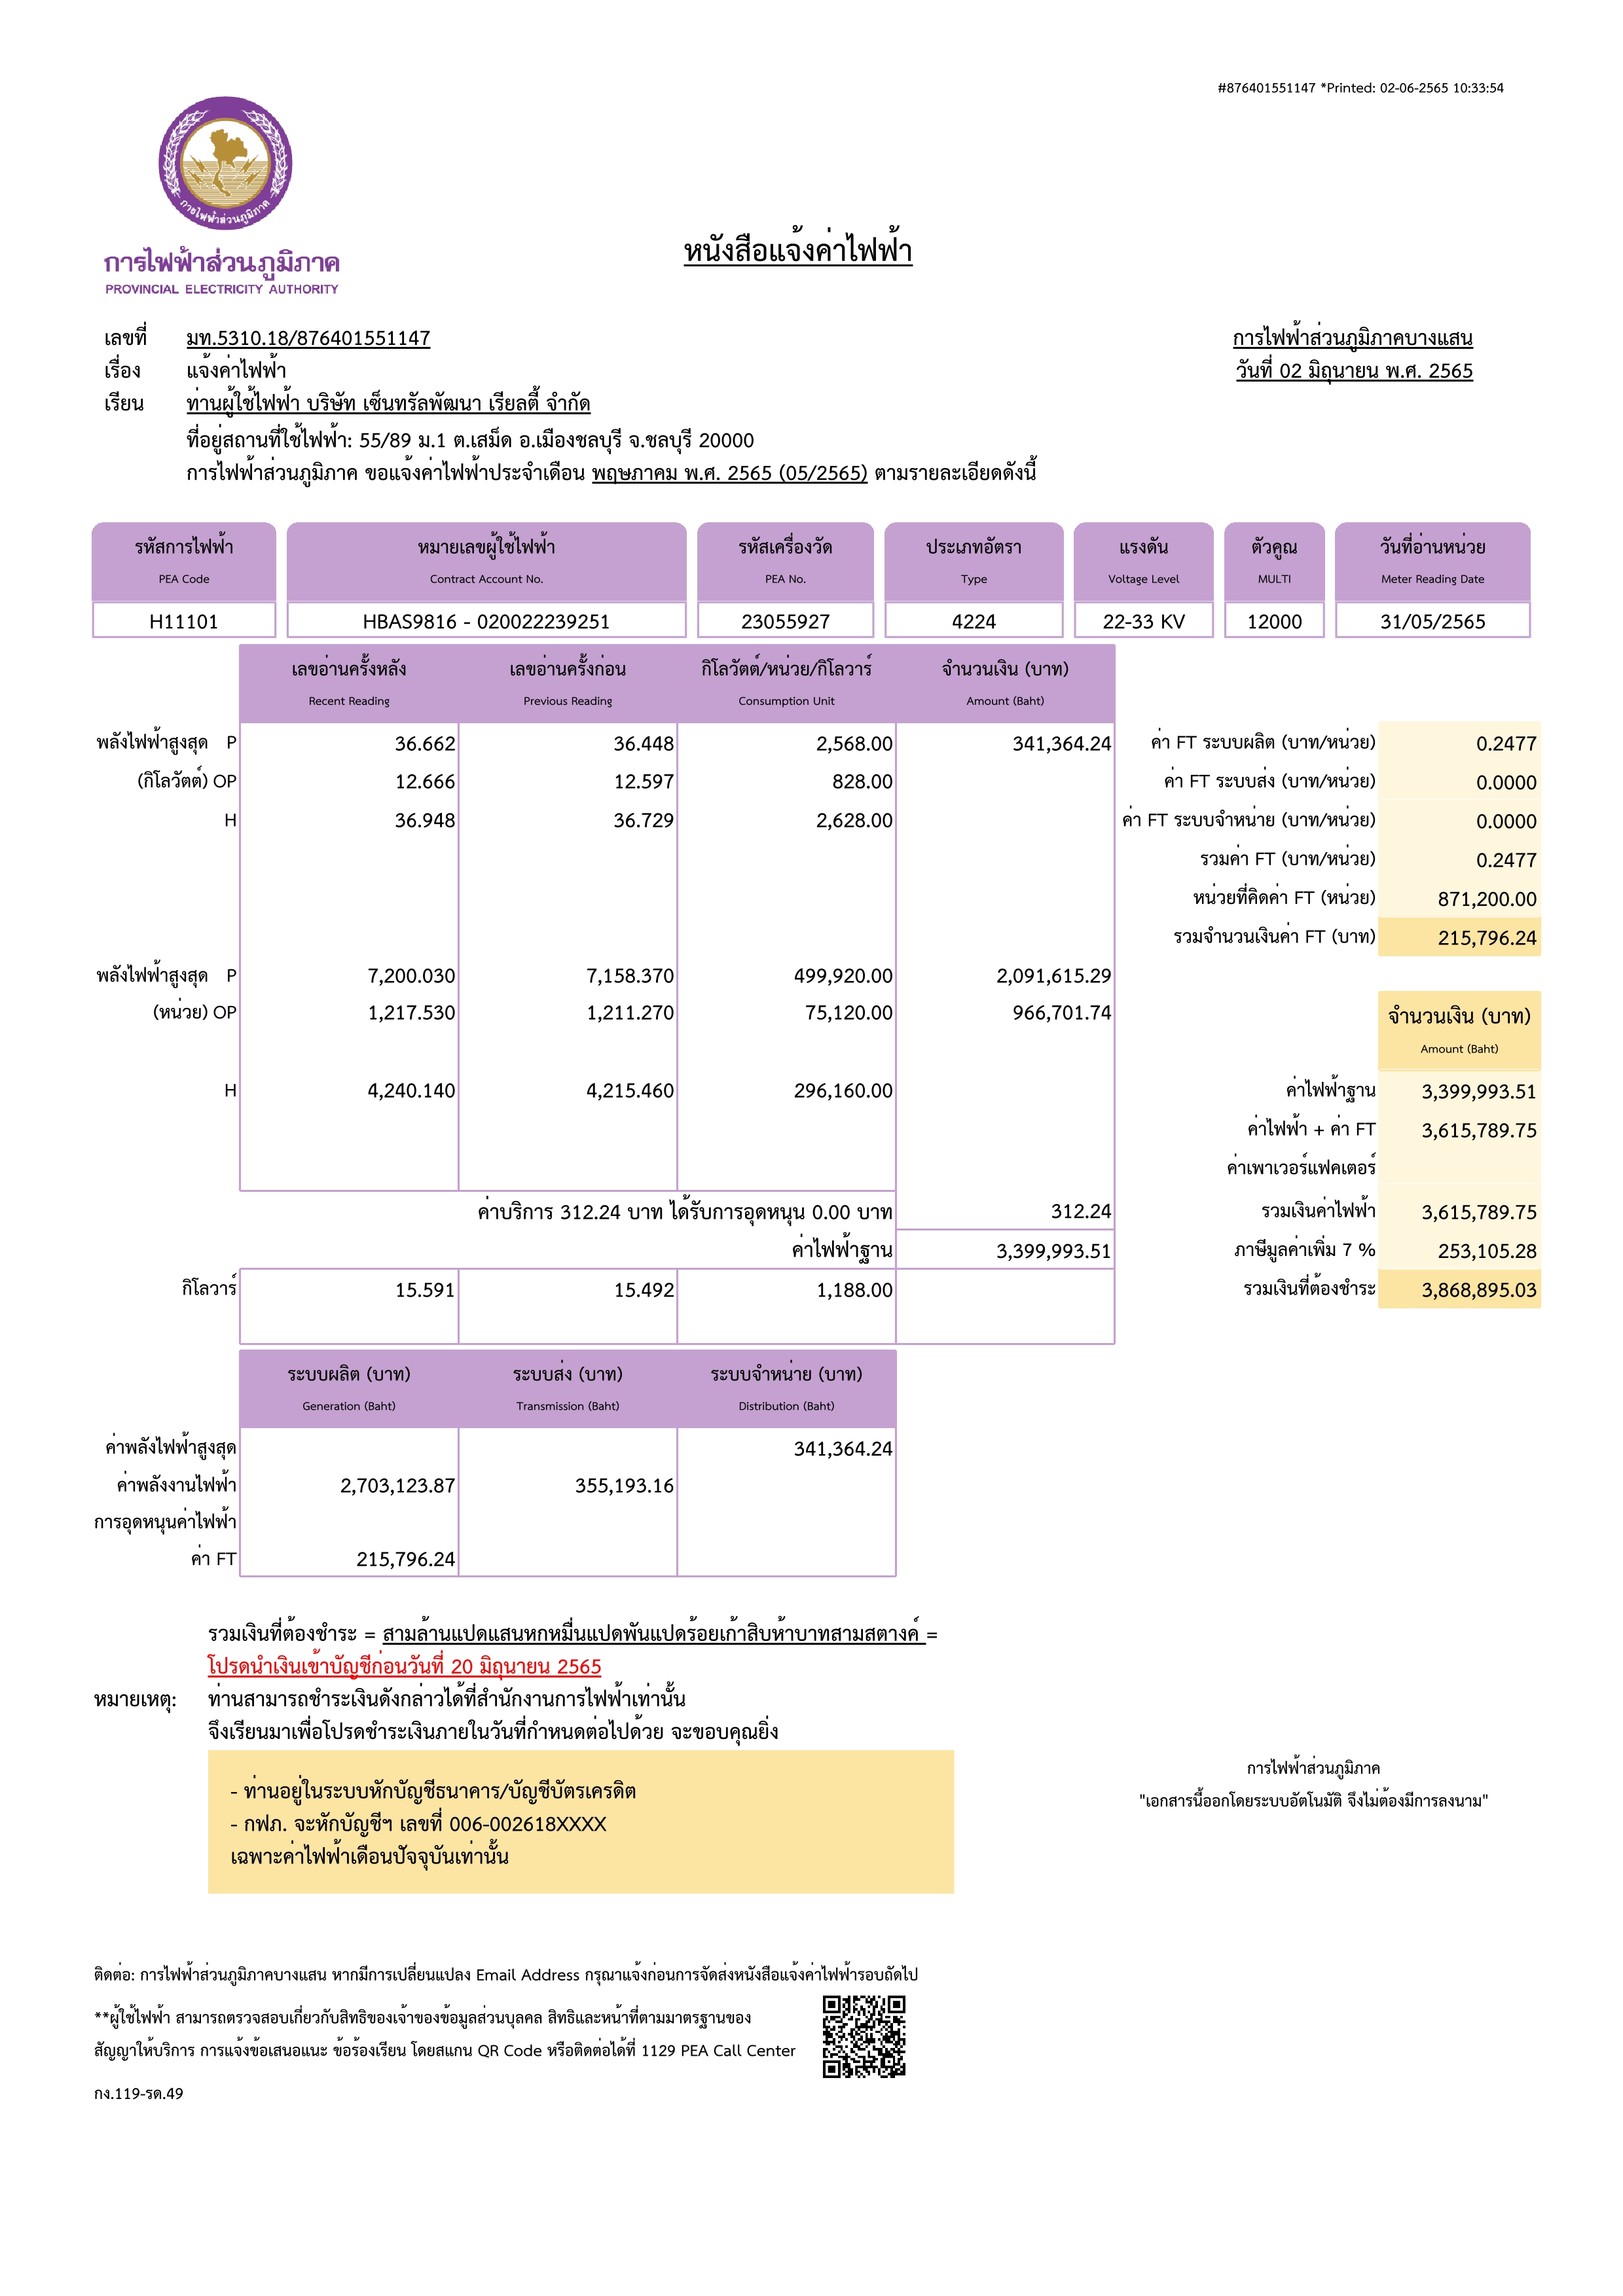 #876401551147 *Printed: 02-06-2565 10:33:54
การไฟฟ้าส่วนภูมิภาค
การไฟฟ้าส่วนภูมิภาค
PROVINCIAL ELECTRICITY AUTHORITY
หนังสือแจ้งค่าไฟฟ้า
เลขที่ มท.5310.18/876401551147 การไฟฟ้าส่วนภูมิภาคบางแสน
เรื่อง แจ้งค่าไฟฟ้า วันที่ 02 มิถุนายน พ.ศ. 2565
เรียน ท่านผู้ใช้ไฟฟ้า บริษัท เซ็นทรัลพัฒนา เรียลตี้ จำกัด
ที่อยู่สถานที่ใช้ไฟฟ้า: 55/89 ม.1 ต.เสม็ด อ.เมืองชลบุรี จ.ชลบุรี 20000
การไฟฟ้าส่วนภูมิภาค ขอแจ้งค่าไฟฟ้าประจำเดือน พฤษภาคม พ.ศ. 2565 (05/2565) ตามรายละเอียดดังนี้
รหัสการไฟฟ้า หมายเลขผู้ใช้ไฟฟ้า รหัสเครื่องวัด ประเภทอัตรา แรงดัน ตัวคูณ วันที่อ่านหน่วย
PEA Code Contract Account No. PEA No. Type Voltage Level MULTI Meter Reading Date
H11101 HBAS9816 - 020022239251 23055927 4224 22-33 KV 12000 31/05/2565
เลขอ่านครั้งหลัง เลขอ่านครั้งก่อน กิโลวัตต์/หน่วย/กิโลวาร์ จำนวนเงิน (บาท)
Recent Reading Previous Reading Consumption Unit Amount (Baht)
พลังไฟฟ้าสูงสุด P 36.662 36.448 2,568.00 341,364.24 ค่า FT ระบบผลิต (บาท/หน่วย) 0.2477
(กิโลวัตต์) OP 12.666 12.597 828.00 ค่า FT ระบบส่ง (บาท/หน่วย) 0.0000
H 36.948 36.729 2,628.00 ค่า FT ระบบจำหน่าย (บาท/หน่วย) 0.0000
รวมค่า FT (บาท/หน่วย) 0.2477
หน่วยที่คิดค่า FT (หน่วย) 871,200.00
รวมจำนวนเงินค่า FT (บาท) 215,796.24
พลังไฟฟ้าสูงสุด P 7,200.030 7,158.370 499,920.00 2,091,615.29
(หน่วย) OP 1,217.530 1,211.270 75,120.00 966,701.74 จำนวนเงิน (บาท)
Amount (Baht)
H 4,240.140 4,215.460 296,160.00 ค่าไฟฟ้าฐาน 3,399,993.51
ค่าไฟฟ้า + ค่า FT 3,615,789.75
ค่าเพาเวอร์แฟคเตอร์
ค่าบริการ 312.24 บาท ได้รับการอุดหนุน 0.00 บาท 312.24 รวมเงินค่าไฟฟ้า 3,615,789.75
ค่าไฟฟ้าฐาน 3,399,993.51 ภาษีมูลค่าเพิ่ม 7 % 253,105.28
กิโลวาร์ 15.591 15.492 1,188.00 รวมเงินที่ต้องชำระ 3,868,895.03
ระบบผลิต (บาท) ระบบส่ง (บาท) ระบบจำหน่าย (บาท)
Generation (Baht) Transmission (Baht) Distribution (Baht)
ค่าพลังไฟฟ้าสูงสุด 341,364.24
ค่าพลังงานไฟฟ้า 2,703,123.87 355,193.16
การอุดหนุนค่าไฟฟ้า
ค่า FT 215,796.24
รวมเงินที่ต้องชำระ = สามล้านแปดแสนหกหมื่นแปดพันแปดร้อยเก้าสิบห้าบาทสามสตางค์ =
โปรดนำเงินเข้าบัญชีก่อนวันที่ 20 มิถุนายน 2565
หมายเหตุ: ท่านสามารถชำระเงินดังกล่าวได้ที่สำนักงานการไฟฟ้าเท่านั้น
จึงเรียนมาเพื่อโปรดชำระเงินภายในวันที่กำหนดต่อไปด้วย จะขอบคุณยิ่ง
- ท่านอยู่ในระบบหักบัญชีธนาคาร/บัญชีบัตรเครดิต
- กฟภ. จะหักบัญชีฯ เลขที่ 006-002618XXXX
เฉพาะค่าไฟฟ้าเดือนปัจจุบันเท่านั้น
การไฟฟ้าส่วนภูมิภาค
"เอกสารนี้ออกโดยระบบอัตโนมัติ จึงไม่ต้องมีการลงนาม"
ติดต่อ: การไฟฟ้าส่วนภูมิภาคบางแสน หากมีการเปลี่ยนแปลง Email Address กรุณาแจ้งก่อนการจัดส่งหนังสือแจ้งค่าไฟฟ้ารอบถัดไป
**ผู้ใช้ไฟฟ้า สามารถตรวจสอบเกี่ยวกับสิทธิของเจ้าของข้อมูลส่วนบุคคล สิทธิและหน้าที่ตามมาตรฐานของ
สัญญาให้บริการ การแจ้งข้อเสนอแนะ ข้อร้องเรียน โดยสแกน QR Code หรือติดต่อได้ที่ 1129 PEA Call Center
กง.119-รด.49